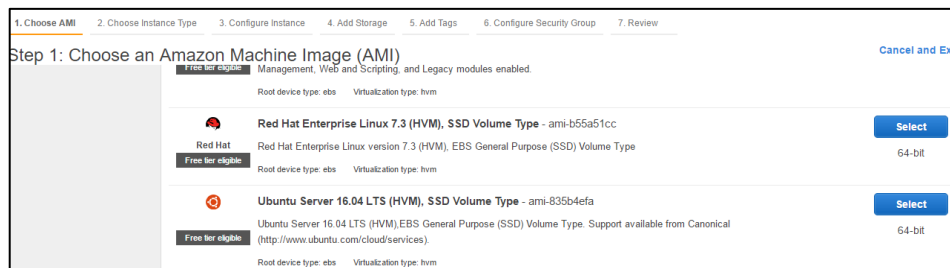 1. Choose AMI 2. Choose Instance Type 3. Configure Instance 4. Add Storage 5. Add Tags 6. Configure Security Group 7. Review
Step 1: Choose an Amazon Machine Image (AMI)
Cancel and Ex
Free tier eligible
Management, Web and Scripting, and Legacy modules enabled.
Root device type: ebs Virtualization type: hvm
Red Hat
Free tier eligible
Red Hat Enterprise Linux 7.3 (HVM), SSD Volume Type - ami-b55a51cc
Red Hat Enterprise Linux version 7.3 (HVM), EBS General Purpose (SSD) Volume Type
Root device type: ebs Virtualization type: hvm
Select
64-bit
Free tier eligible
Ubuntu Server 16.04 LTS (HVM), SSD Volume Type - ami-835b4efa
Ubuntu Server 16.04 LTS (HVM),EBS General Purpose (SSD) Volume Type. Support available from Canonical
(http://www.ubuntu.com/cloud/services).
Root device type: ebs Virtualization type: hvm
Select
64-bit